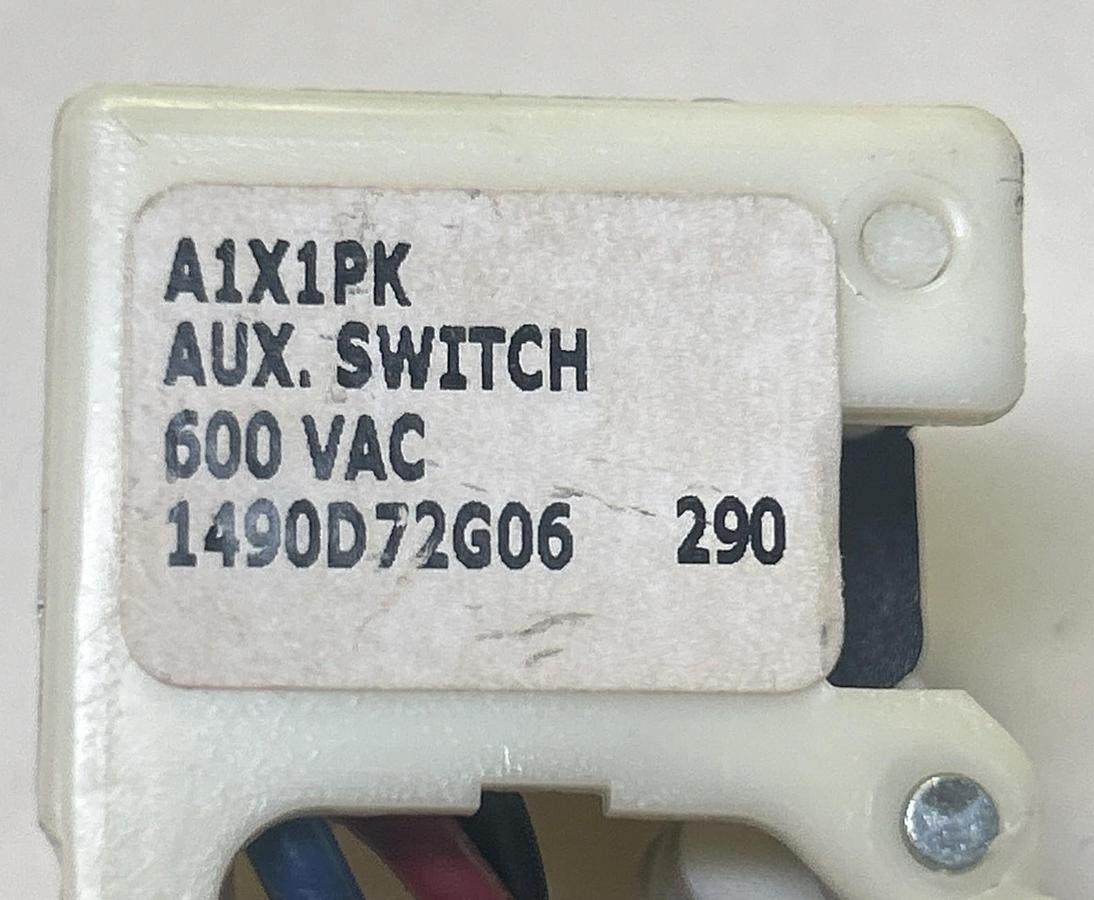 A1X1PK
AUX. SWITCH
600 VAC
1490D72G06 290